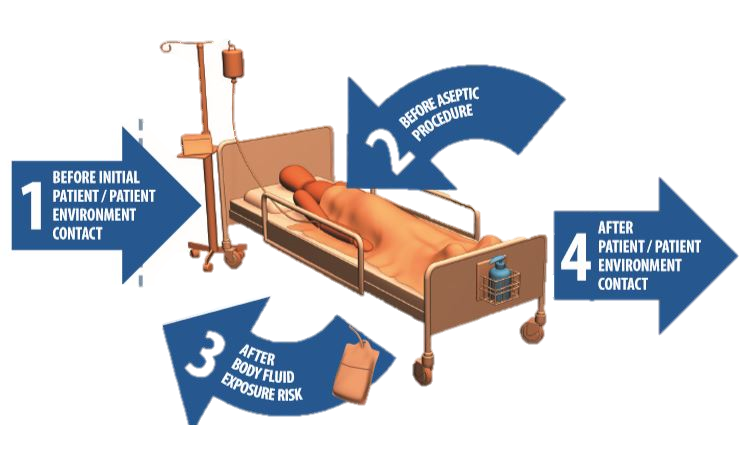 1
BEFORE INITIAL
PATIENT / PATIENT
ENVIRONMENT
CONTACT
2
BEFORE ASEPTIC
PROCEDURE
3
AFTER
BODY FLUID
EXPOSURE RISK
4
AFTER
PATIENT / PATIENT
ENVIRONMENT
CONTACT